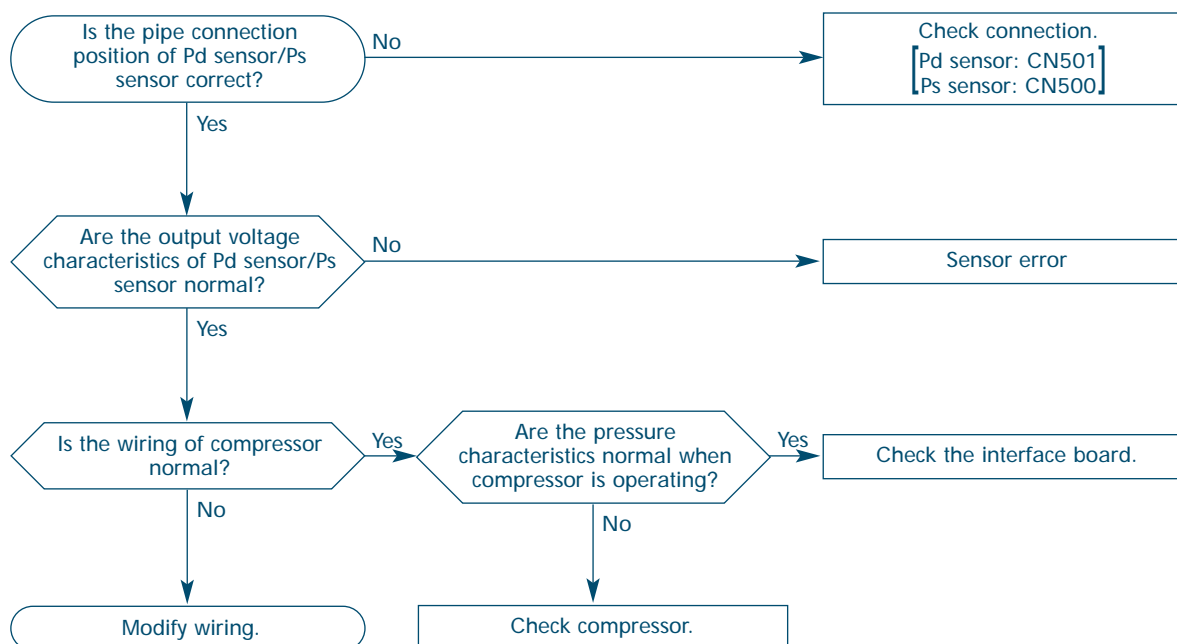 Is the pipe connection
position of Pd sensor/Ps
sensor correct?
No
Check connection.
[Pd sensor: CN501
Ps sensor: CN500]
Yes
Are the output voltage
characteristics of Pd sensor/Ps
sensor normal?
No
Sensor error
Yes
Is the wiring of compressor
normal?
Yes
Are the pressure
characteristics normal when
compressor is operating?
Yes
Check the interface board.
No
No
Modify wiring.
Check compressor.